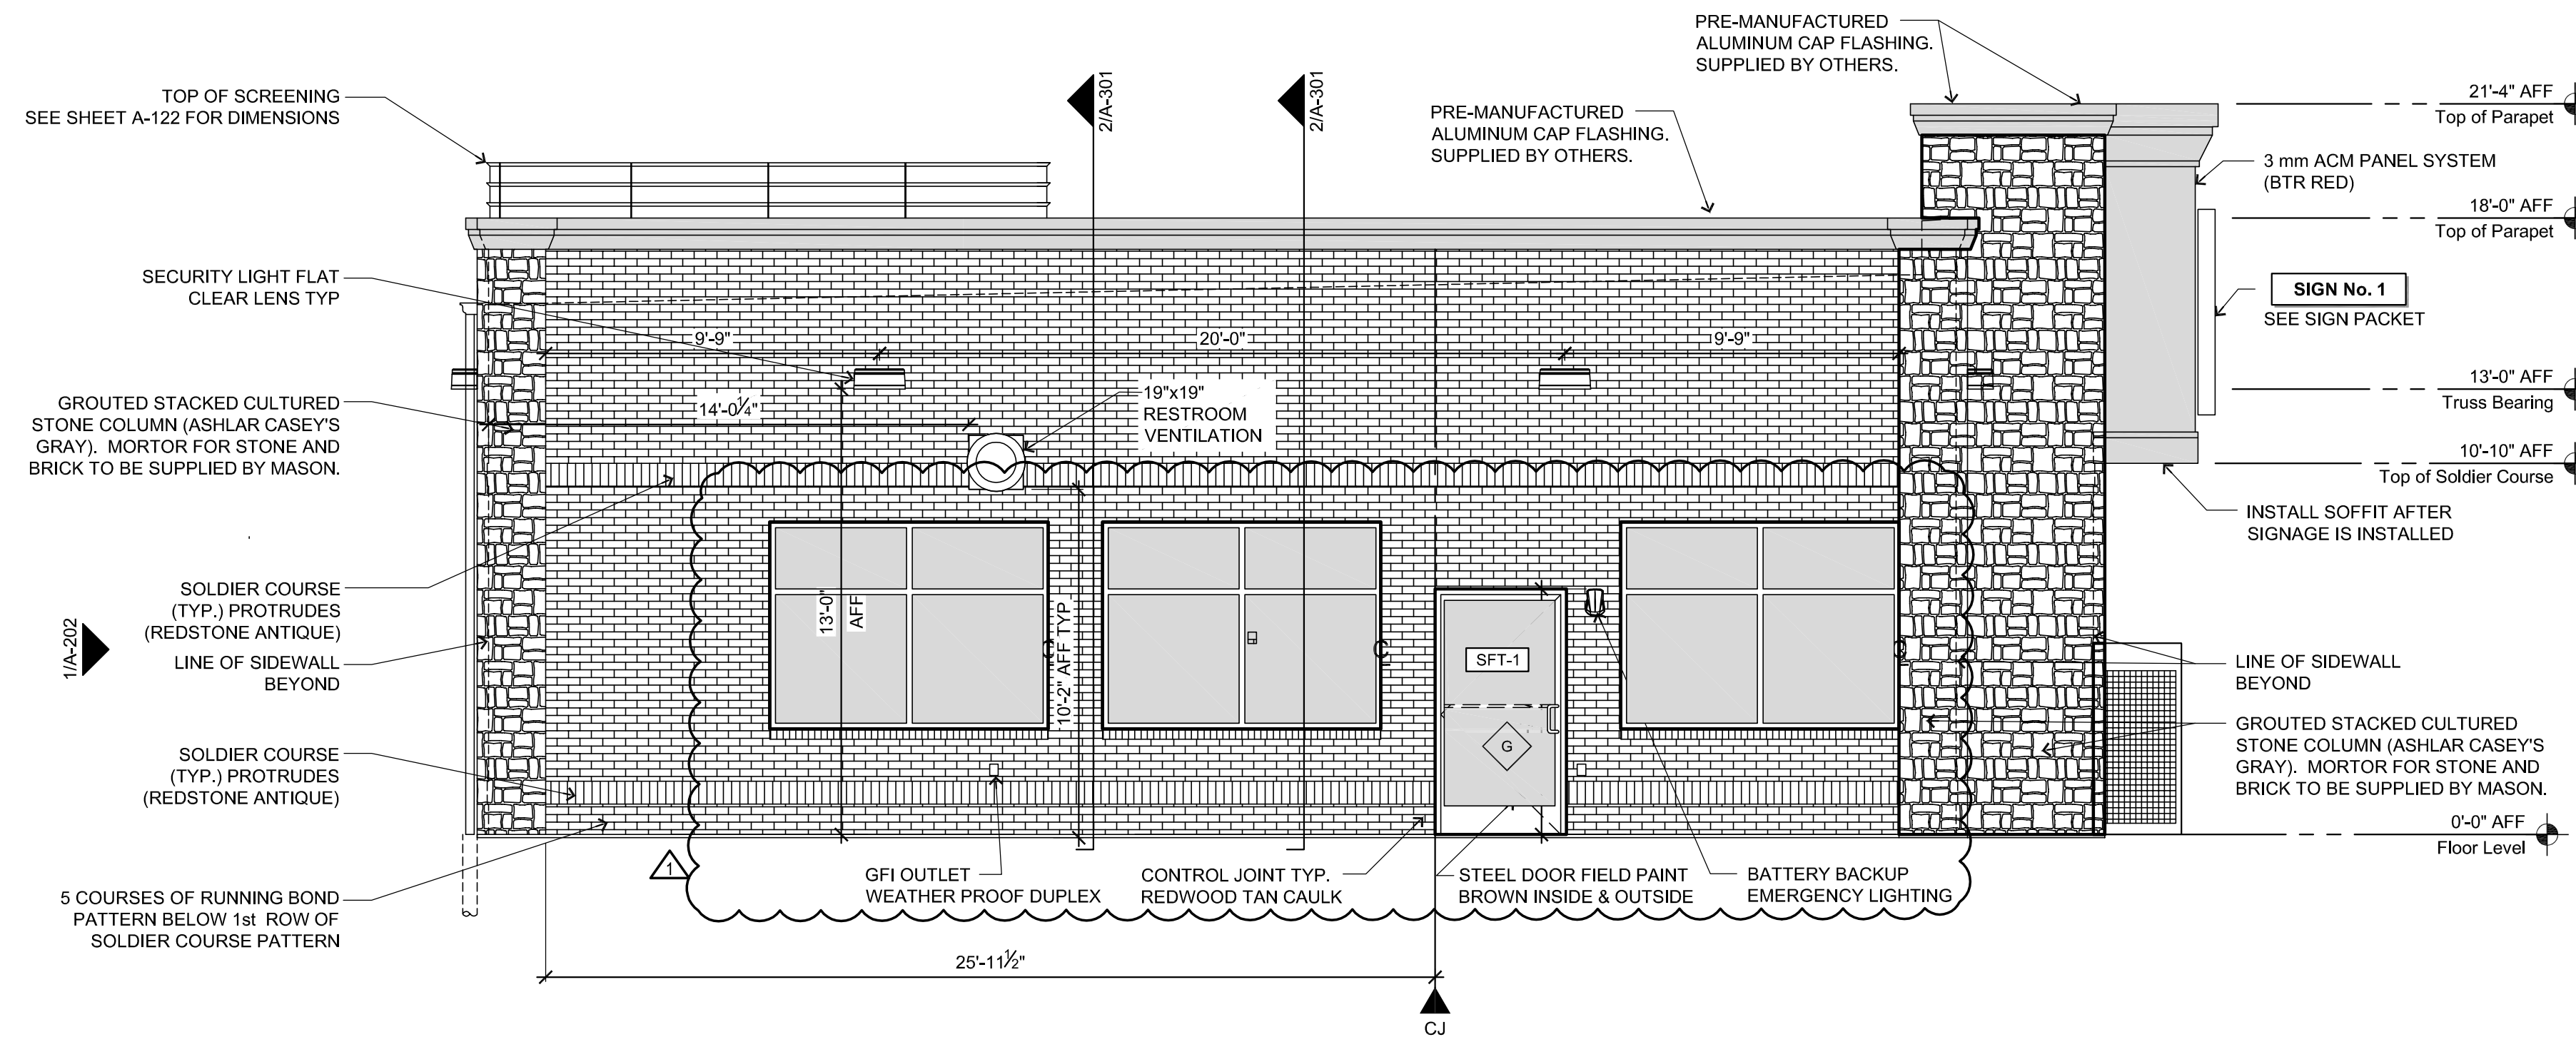 PRE-MANUFACTURED
ALUMINUM CAP FLASHING.
SUPPLIED BY OTHERS.
TOP OF SCREENING
SEE SHEET A-122 FOR DIMENSIONS
2/A-301
2/A-301
PRE-MANUFACTURED
ALUMINUM CAP FLASHING.
SUPPLIED BY OTHERS.
21'-4" AFF
Top of Parapet
3 mm ACM PANEL SYSTEM
(BTR RED)
18'-0" AFF
Top of Parapet
SECURITY LIGHT FLAT
CLEAR LENS TYP
SIGN No. 1
SEE SIGN PACKET
9'-9"
20'-0"
9'-9"
13'-0" AFF
Truss Bearing
GROUTED STACKED CULTURED
STONE COLUMN (ASHLAR CASEY'S
GRAY). MORTOR FOR STONE AND
BRICK TO BE SUPPLIED BY MASON.
14'-0¼"
19"x19"
RESTROOM
VENTILATION
10'-10" AFF
Top of Soldier Course
INSTALL SOFFIT AFTER
SIGNAGE IS INSTALLED
SOLDIER COURSE
(TYP.) PROTRUDES
(REDSTONE ANTIQUE)
13'-0"
AFF
10'-2" AFF TYP
1/A-202
LINE OF SIDEWALL
BEYOND
SFT-1
LINE OF SIDEWALL
BEYOND
G
GROUTED STACKED CULTURED
STONE COLUMN (ASHLAR CASEY'S
GRAY). MORTOR FOR STONE AND
BRICK TO BE SUPPLIED BY MASON.
SOLDIER COURSE
(TYP.) PROTRUDES
(REDSTONE ANTIQUE)
0'-0" AFF
Floor Level
1
GFI OUTLET
WEATHER PROOF DUPLEX
CONTROL JOINT TYP.
REDWOOD TAN CAULK
STEEL DOOR FIELD PAINT
BROWN INSIDE & OUTSIDE
BATTERY BACKUP
EMERGENCY LIGHTING
5 COURSES OF RUNNING BOND
PATTERN BELOW 1st ROW OF
SOLDIER COURSE PATTERN
25'-11½"
CJ